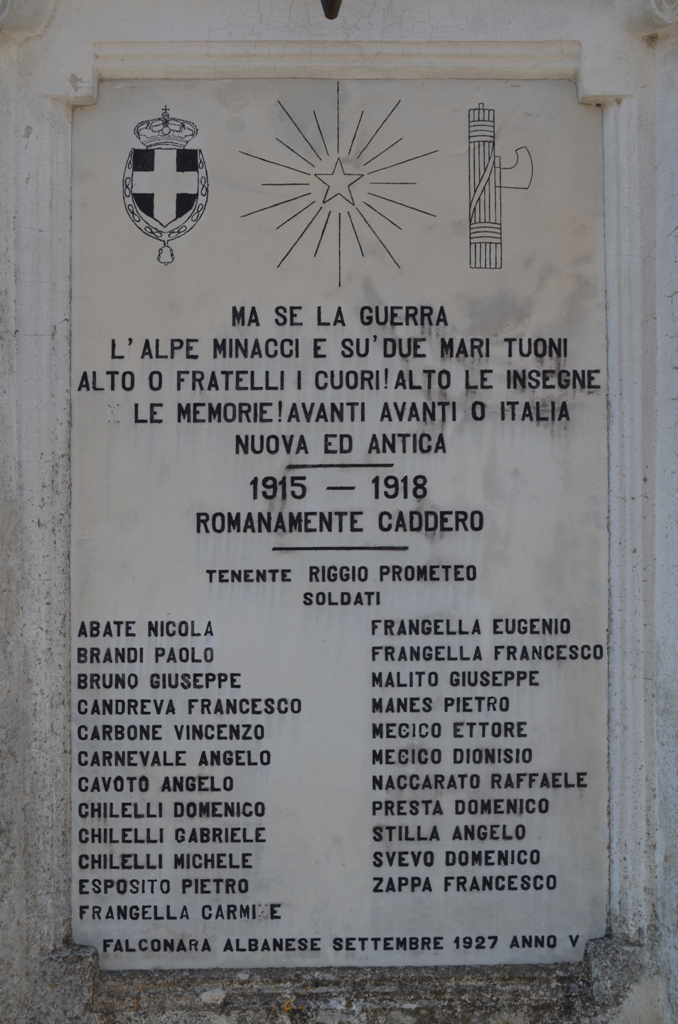 MA SE LA GUERRA
L'ALPE MINACCI E SU'DUE MARI TUONI
ALTO O FRATELLI I CUORI! ALTO LE INSEGNE
LE MEMORIE! AVANTI AVANTI O ITALIA
NUOVA ED ANTICA
1915 — 1918
ROMANAMENTE CADDERO
TENENTE RIGGIO PROMETEO
SOLDATI
ABATE NICOLA
BRANDI PAOLO
BRUNO GIUSEPPE
CANDREVA FRANCESCO
CARBONE VINCENZO
CARNEVALE ANGELO
CAVOTO ANGELO
CHILELLI DOMENICO
CHILELLI GABRIELE
CHILELLI MICHELE
ESPOSITO PIETRO
FRANGELLA
FRANGELLA EUGENIO
FRANGELLA FRANCESCO
MALITO GIUSEPPE
MANES PIETRO
MECICO ETTORE
MECICO DIONISIO
NACCARATO RAFFAELE
PRESTA DOMENICO
STILLA ANGELO
SVEVO DOMENICO
ZAPPA FRANCESCO
FALCONARA ALBANESE SETTEMBRE 1927 ANNO V